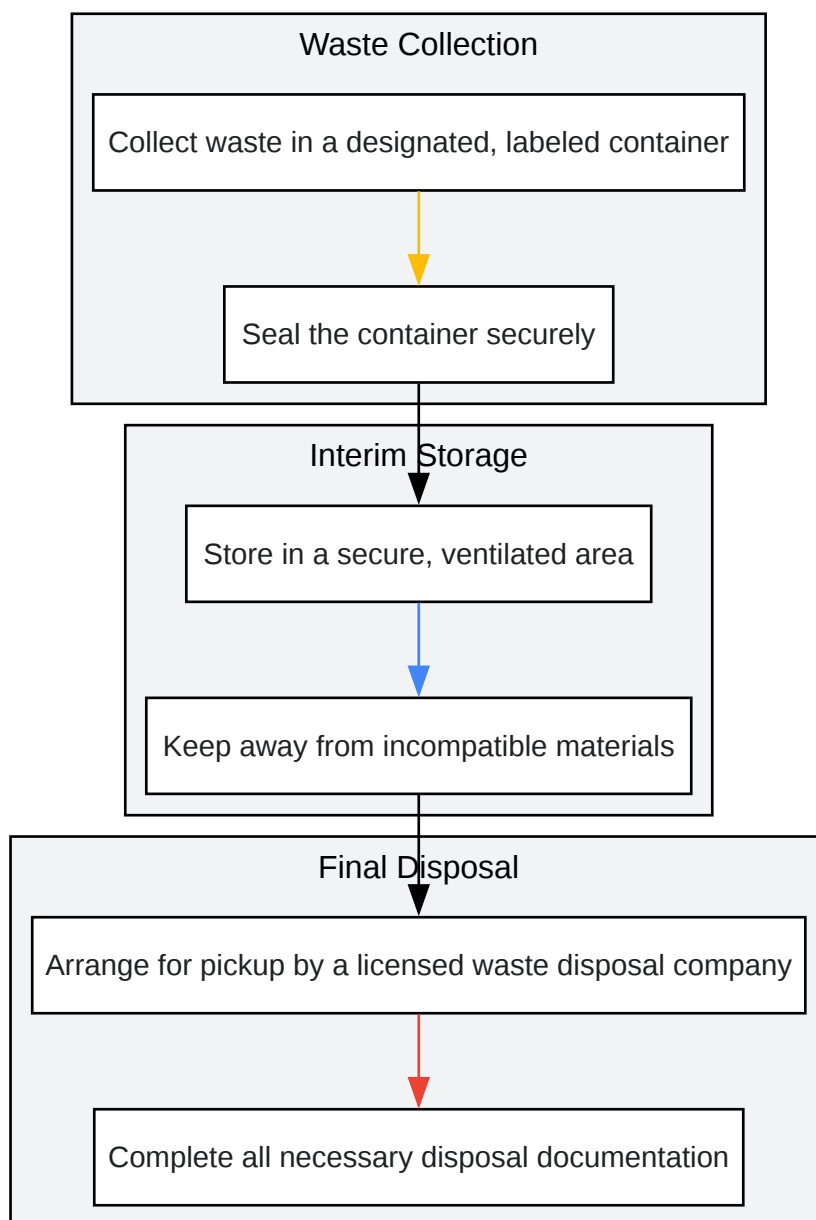 Waste Collection
Collect waste in a designated, labeled container
Seal the container securely
Interim Storage
Store in a secure, ventilated area
Keep away from incompatible materials
Final Disposal
Arrange for pickup by a licensed waste disposal company
Complete all necessary disposal documentation